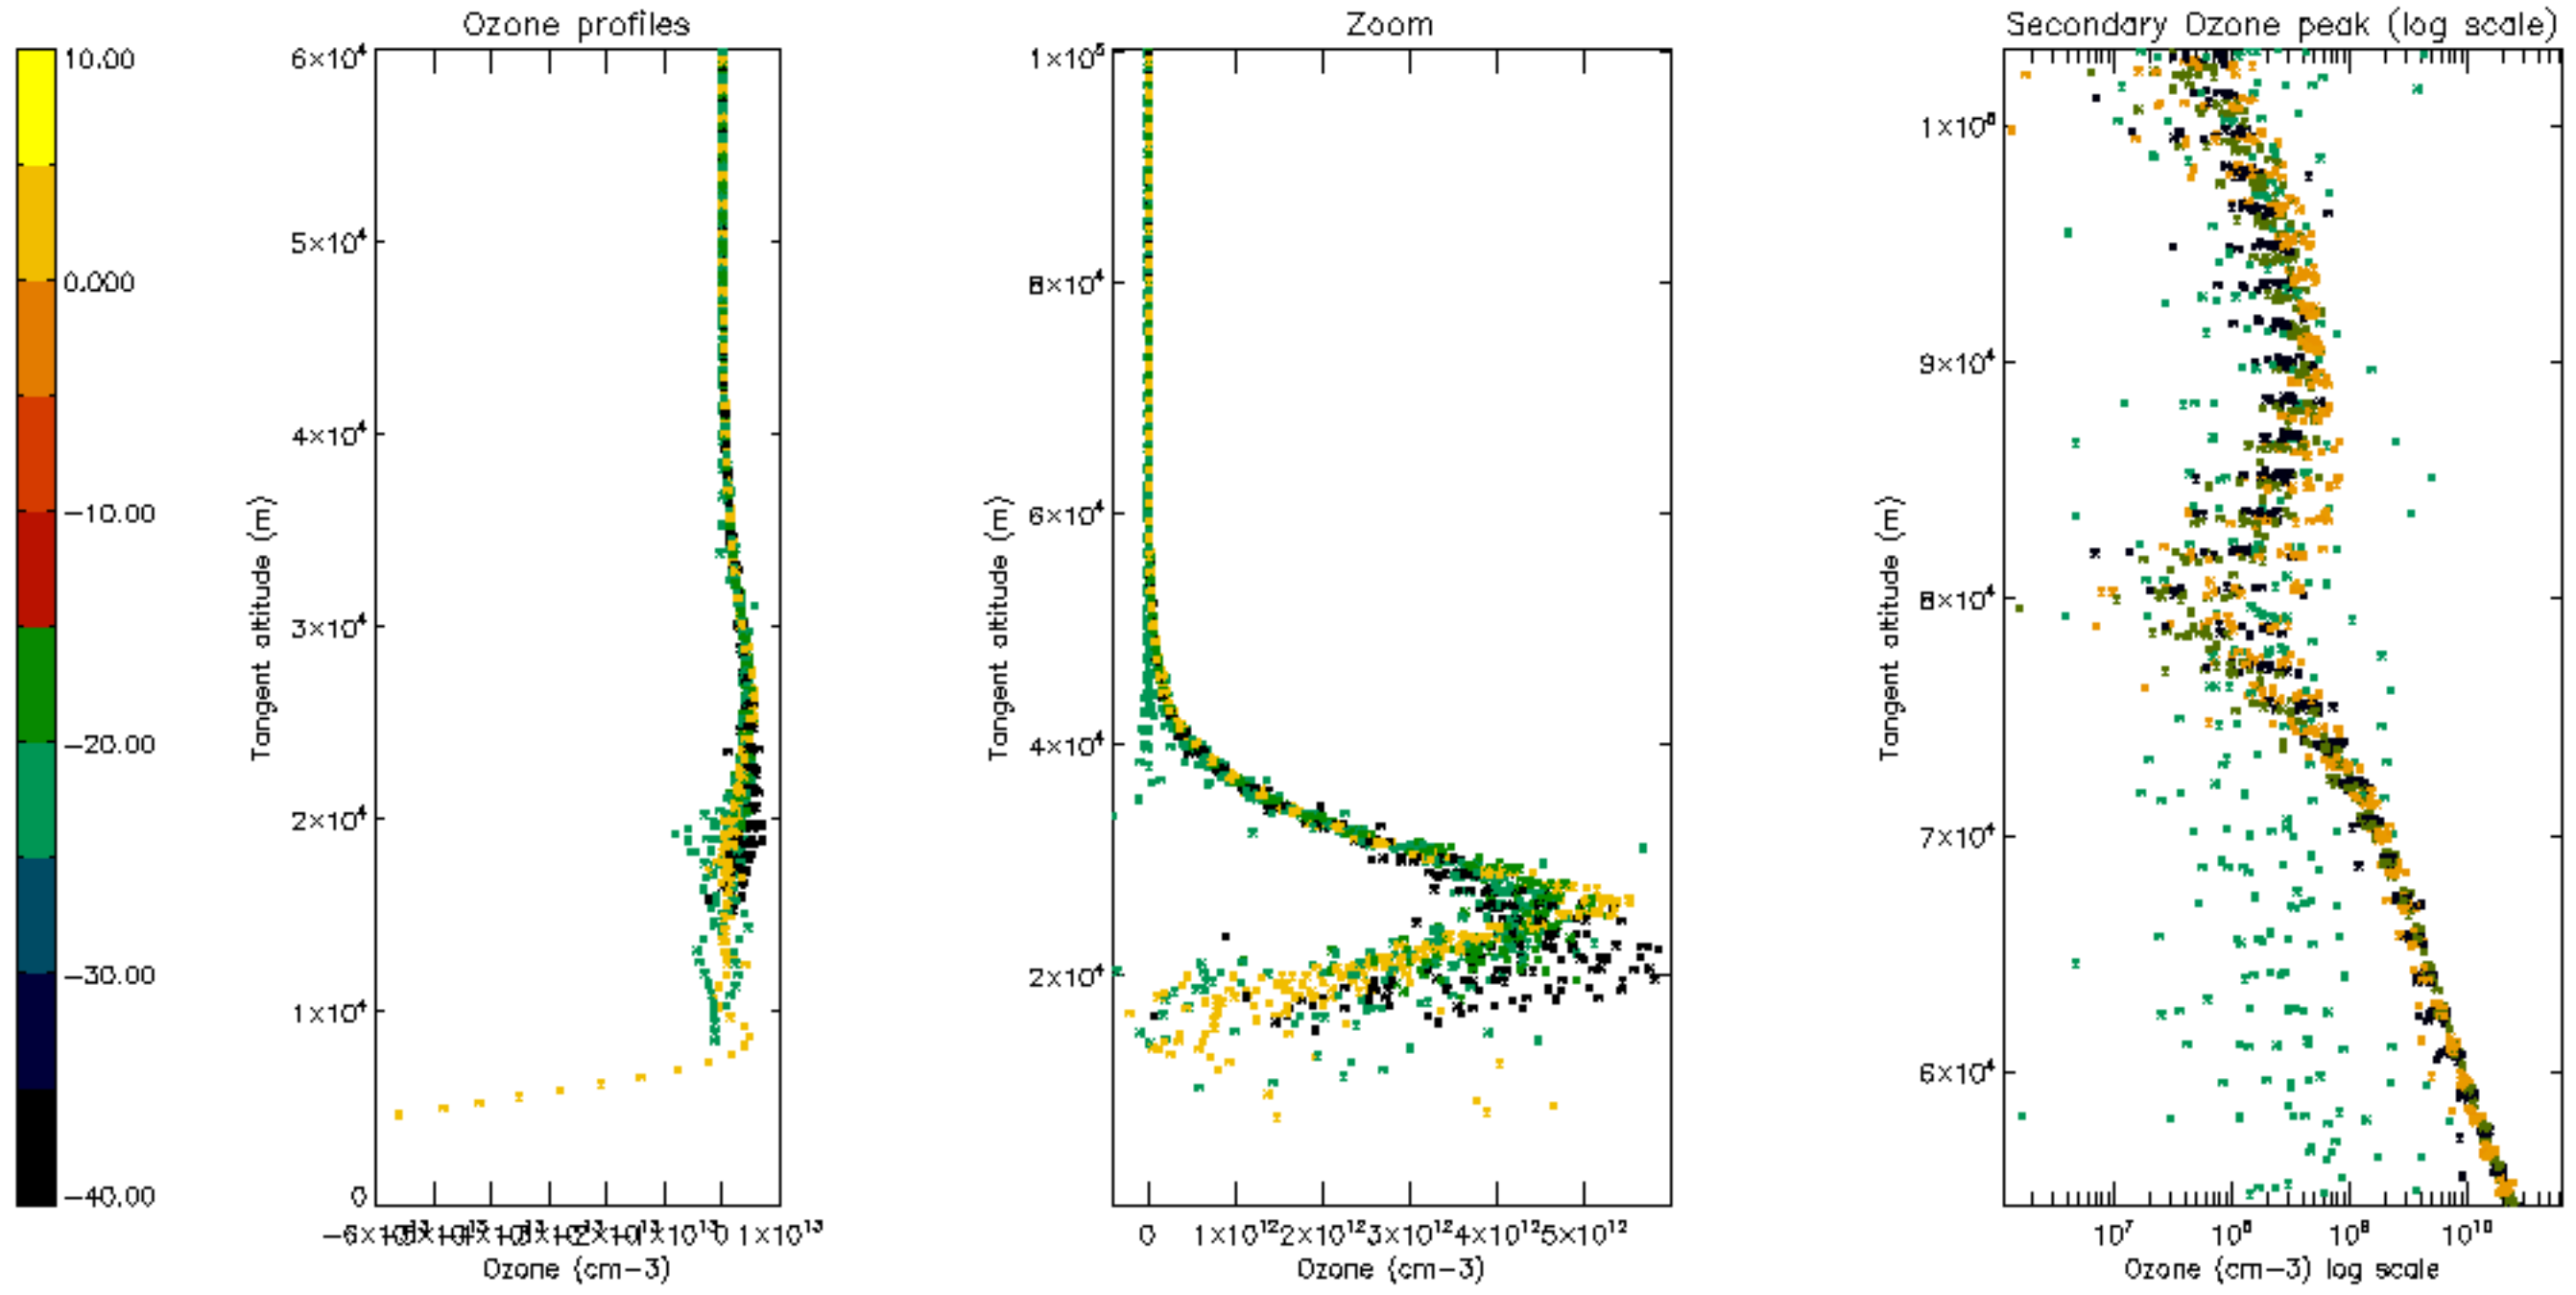 Ozone profiles
Zoom
Secondary Ozone peak (log scale)
10.00
0.000
−10.00
−20.00
−30.00
−40.00
Tangent altitude (m)
6×10⁴
5×10⁴
4×10⁴
3×10⁴
2×10⁴
1×10⁴
0
0 1×10¹³
Ozone (cm−3)
Tangent altitude (m)
1×10⁵
8×10⁴
6×10⁴
4×10⁴
2×10⁴
0 1×10¹² 2×10¹² 3×10¹² 4×10¹² 5×10¹²
Ozone (cm−3)
Tangent altitude (m)
1×10⁵
9×10⁴
8×10⁴
7×10⁴
6×10⁴
10⁷ 10⁸ 10⁹ 10¹⁰
Ozone (cm−3) log scale